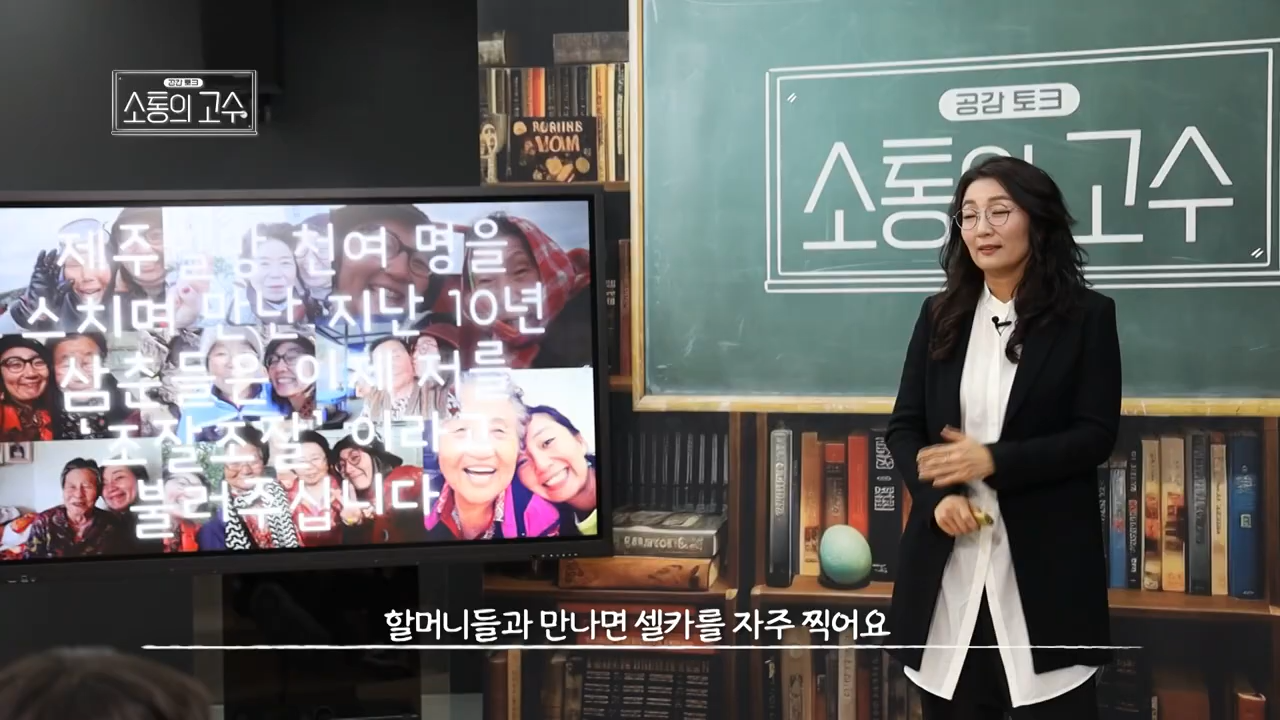 공감 토크
소통의 고수
공감 토크
소통의 고수
제주 할망 천여 명을
스치며 만난 지난 10년
삼춘들은 이제 저를
'조잘조잘' 이라고
불러주십니다
할머니들과 만나면 셀카를 자주 찍어요